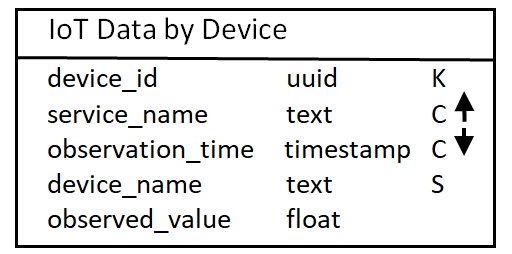 IoT Data by Device
device_id uuid K
service_name text C
observation_time timestamp C
device_name text S
observed_value float